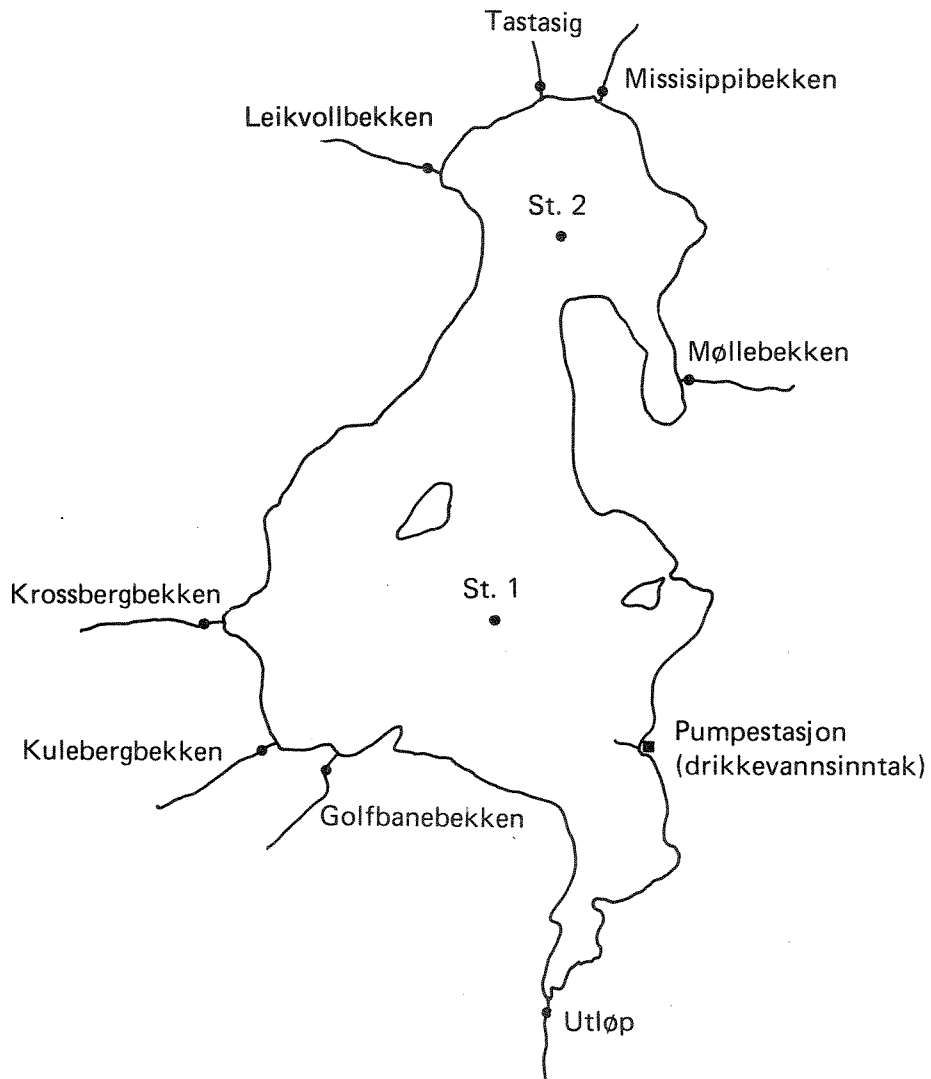 Tastasig
Missisippibekken
Leikvollbekken
St. 2
Møllebekken
Krossbergbekken
St. 1
Kulebergbekken
Pumpestasjon
(drikkevannsinntak)
Golfbanebekken
Utløp